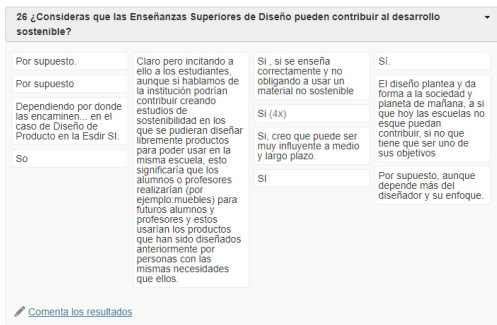 26 ¿Consideras que las Enseñanzas Superiores de Diseño pueden contribuir al desarrollo
sostenible?
Por supuesto.
Por supuesto
Dependiendo por donde
las encaminen... en el
caso de Diseño de
Producto en la Esdir SI.
So
Claro pero incitando a
ello a los estudiantes,
aunque si hablamos de
la institución podrían
contribuir creando
estudios de
sostenibilidad en los
que se pudieran diseñar
libremente productos
para poder usar en la
misma escuela, esto
significaría que los
alumnos o profesores
realizarían (por
ejemplo:muebles) para
futuros alumnos y
profesores y estos
usarían los productos
que han sido diseñados
anteriormente por
personas con las
mismas necesidades
que ellos.
Si , si se enseña
correctamente y no
obligando a usar un
material no sostenible
Si (4x)
Si, creo que puede ser
muy influyente a medio
y largo plazo.
SI
Sí.
El diseño plantea y da
forma a la sociedad y
planeta de mañana, a si
que hoy las escuelas no
esque puedan
contribuir, si no que
tiene que ser uno de
sus objetivos
Por supuesto, aunque
depende más del
diseñador y su enfoque.
Comenta los resultados